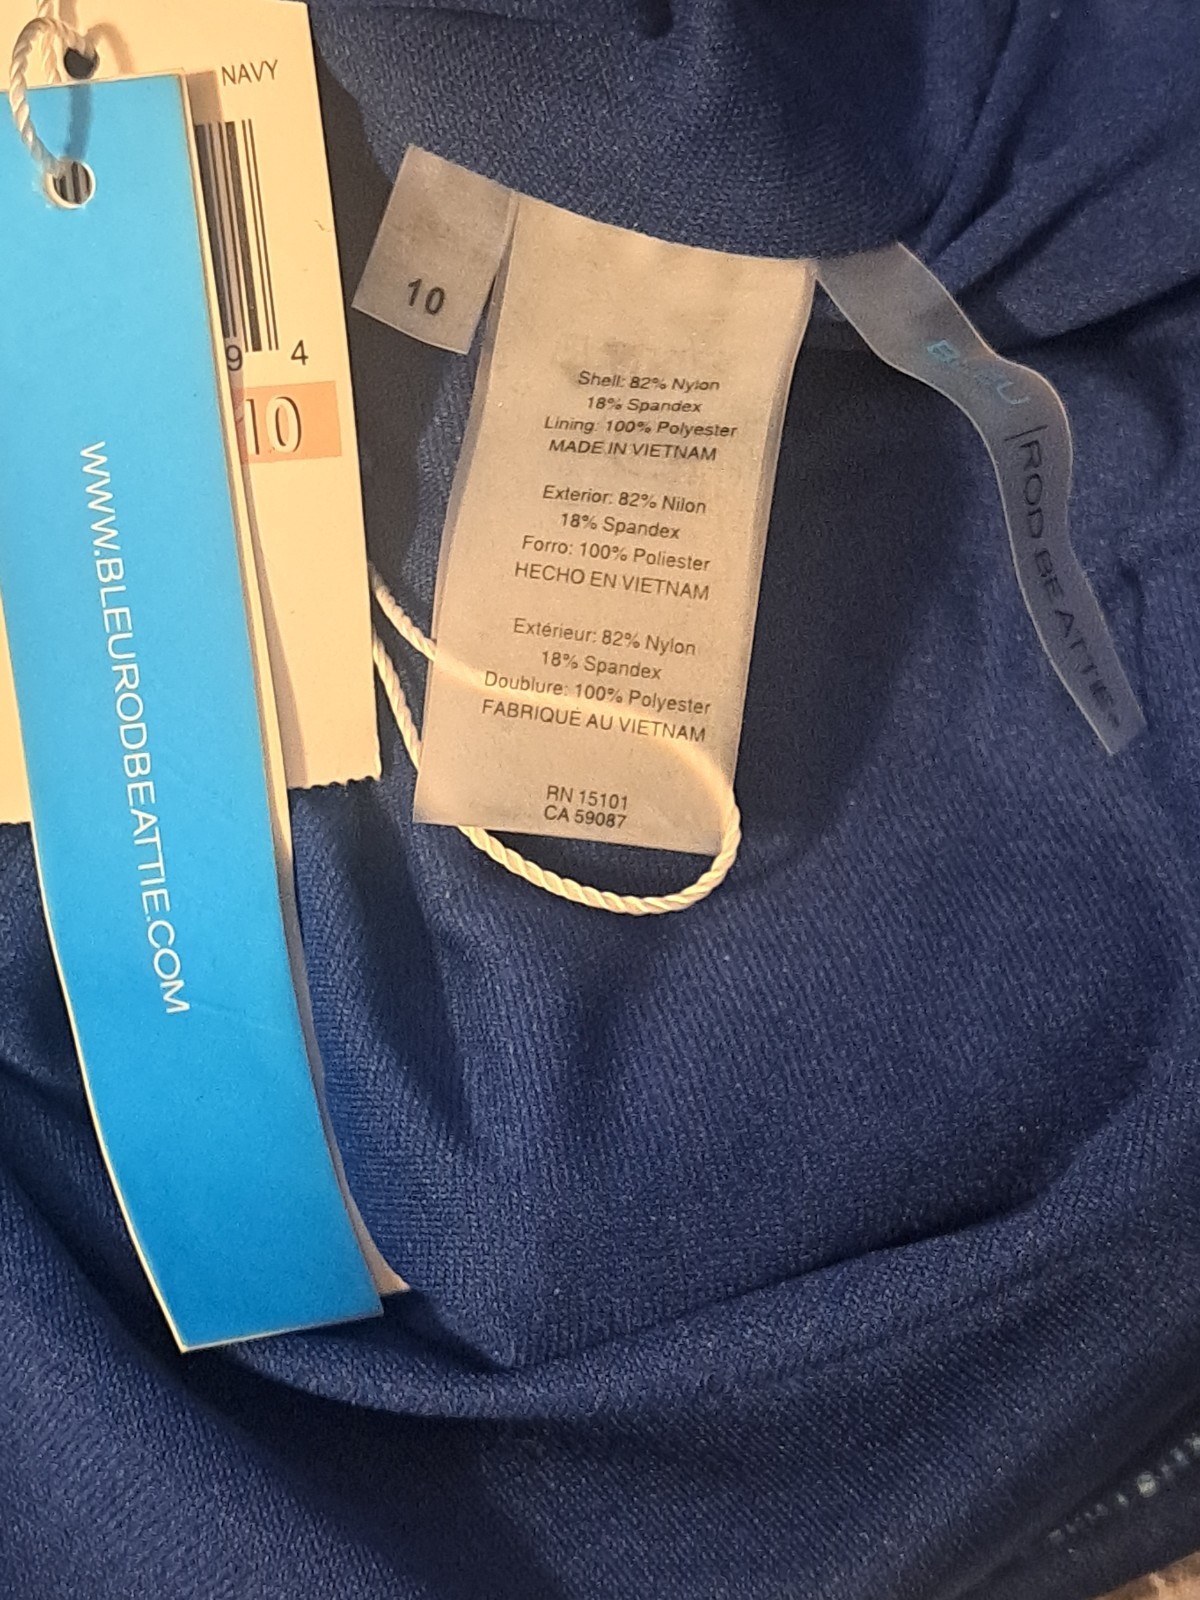 NAVY
9 4
10
WWW.BLEURODBEATTIE.COM
10
Shell: 82% Nylon
18% Spandex
Lining: 100% Polyester
MADE IN VIETNAM
Exterior: 82% Nilon
18% Spandex
Forro: 100% Poliester
HECHO EN VIETNAM
Extérieur: 82% Nylon
18% Spandex
Doublure: 100% Polyester
FABRIQUÉ AU VIETNAM
RN 15101
CA 59087
BLEU | ROD BEATTIE